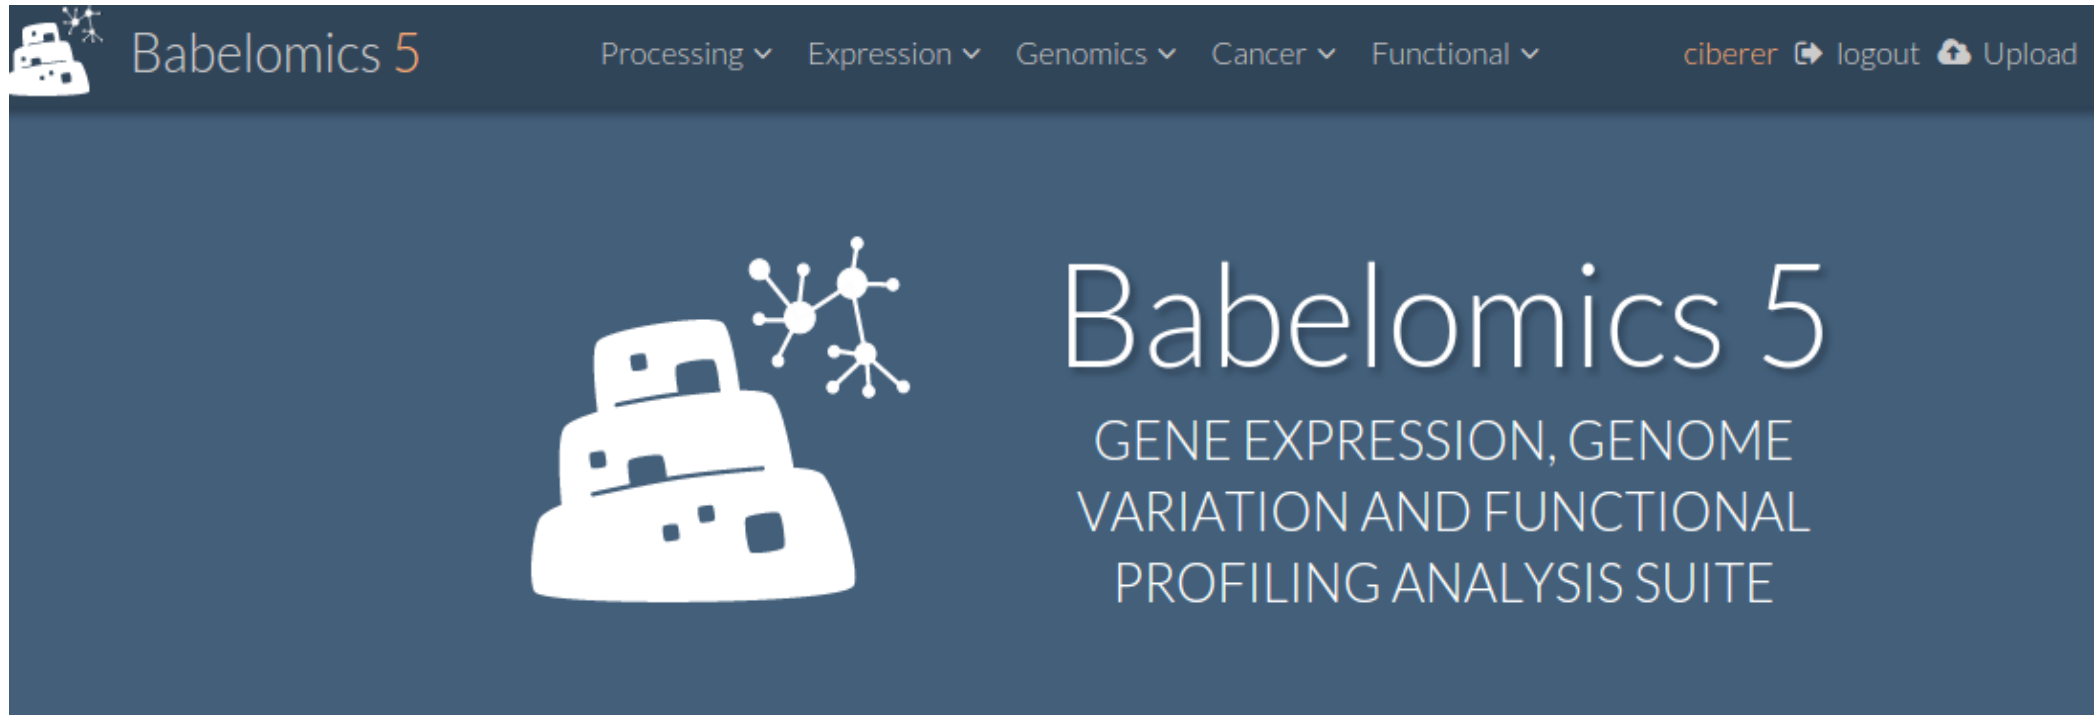 Babelomics 5 Processing Expression Genomics Cancer Functional ciberer logout Upload
Babelomics 5
GENE EXPRESSION, GENOME
VARIATION AND FUNCTIONAL
PROFILING ANALYSIS SUITE